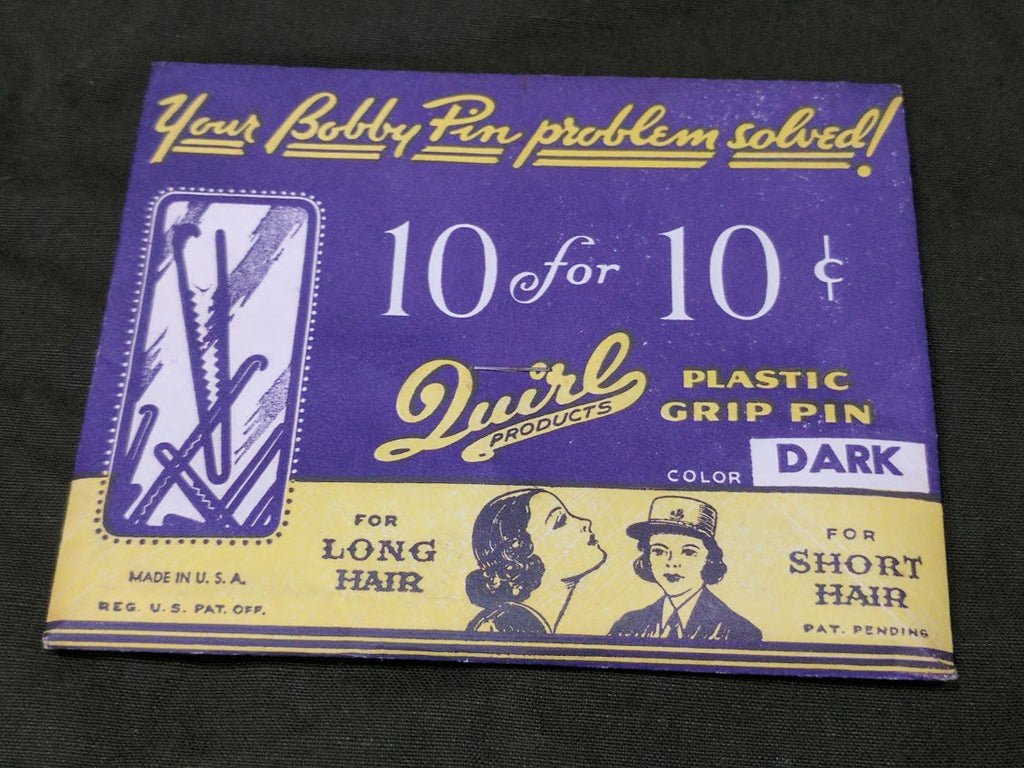 Your Bobby Pin problem solved!
10 for 10 ¢
Quirl
PRODUCTS
PLASTIC
GRIP PIN
COLOR DARK
FOR
LONG
HAIR
FOR
SHORT
HAIR
MADE IN U. S. A.
REG. U. S. PAT. OFF.
PAT. PENDING